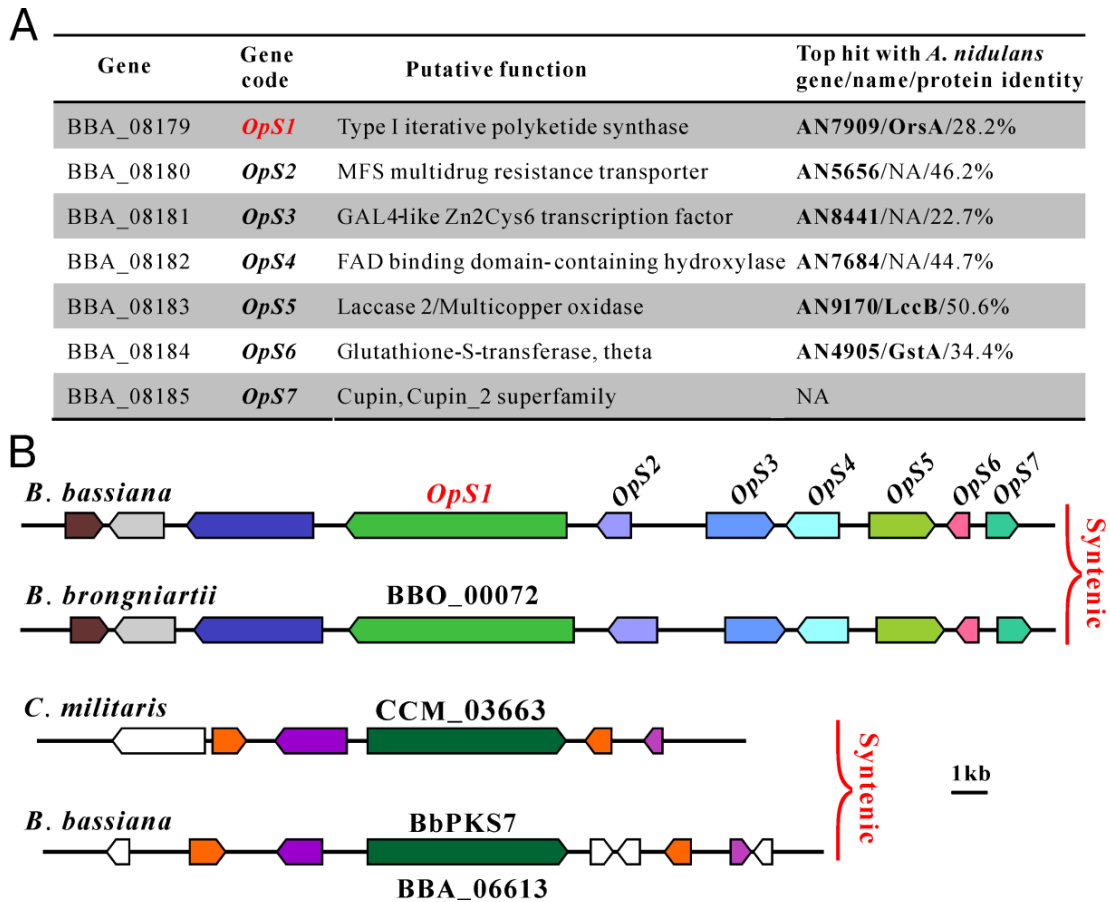 A
Gene Gene code Putative function Top hit with A. nidulans gene/name/protein identity
BBA_08179 OpS1 Type I iterative polyketide synthase AN7909/OrsA/28.2%
BBA_08180 OpS2 MFS multidrug resistance transporter AN5656/NA/46.2%
BBA_08181 OpS3 GAL4-like Zn2Cys6 transcription factor AN8441/NA/22.7%
BBA_08182 OpS4 FAD binding domain-containing hydroxylase AN7684/NA/44.7%
BBA_08183 OpS5 Laccase 2/Multicopper oxidase AN9170/LccB/50.6%
BBA_08184 OpS6 Glutathione-S-transferase, theta AN4905/GstA/34.4%
BBA_08185 OpS7 Cupin, Cupin_2 superfamily NA
B
B. bassiana OpS1 OpS2 OpS3 OpS4 OpS5 OpS6 OpS7
B. brongniartii BBO_00072
Syntenic
C. militaris CCM_03663
B. bassiana BbPKS7
BBA_06613
Syntenic
1kb